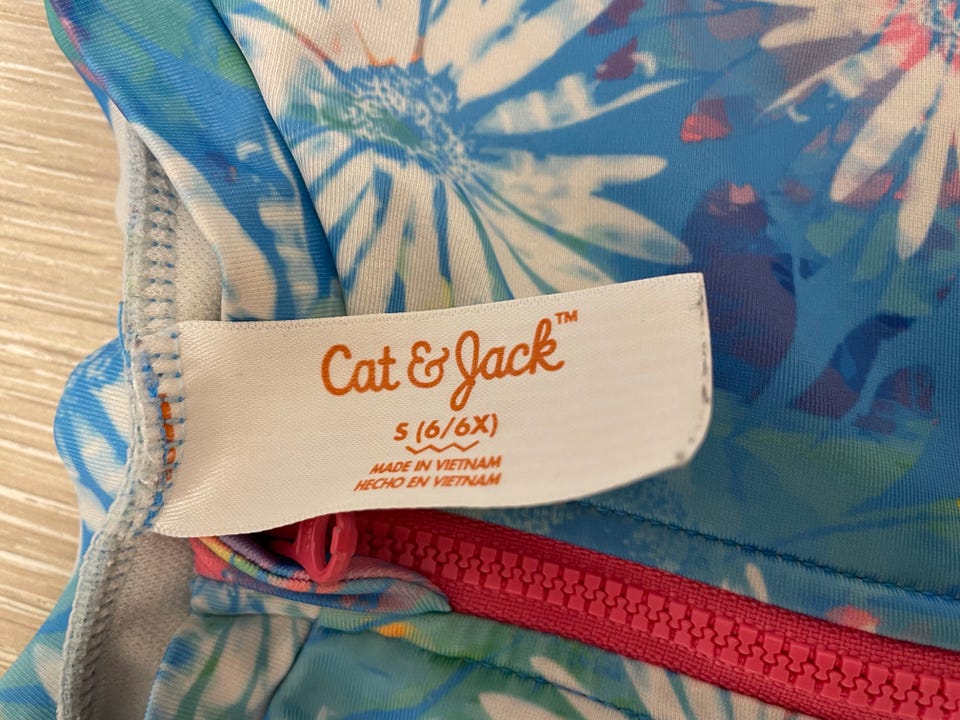 Cat & Jack™
S (6/6X)
MADE IN VIETNAM
HECHO EN VIETNAM